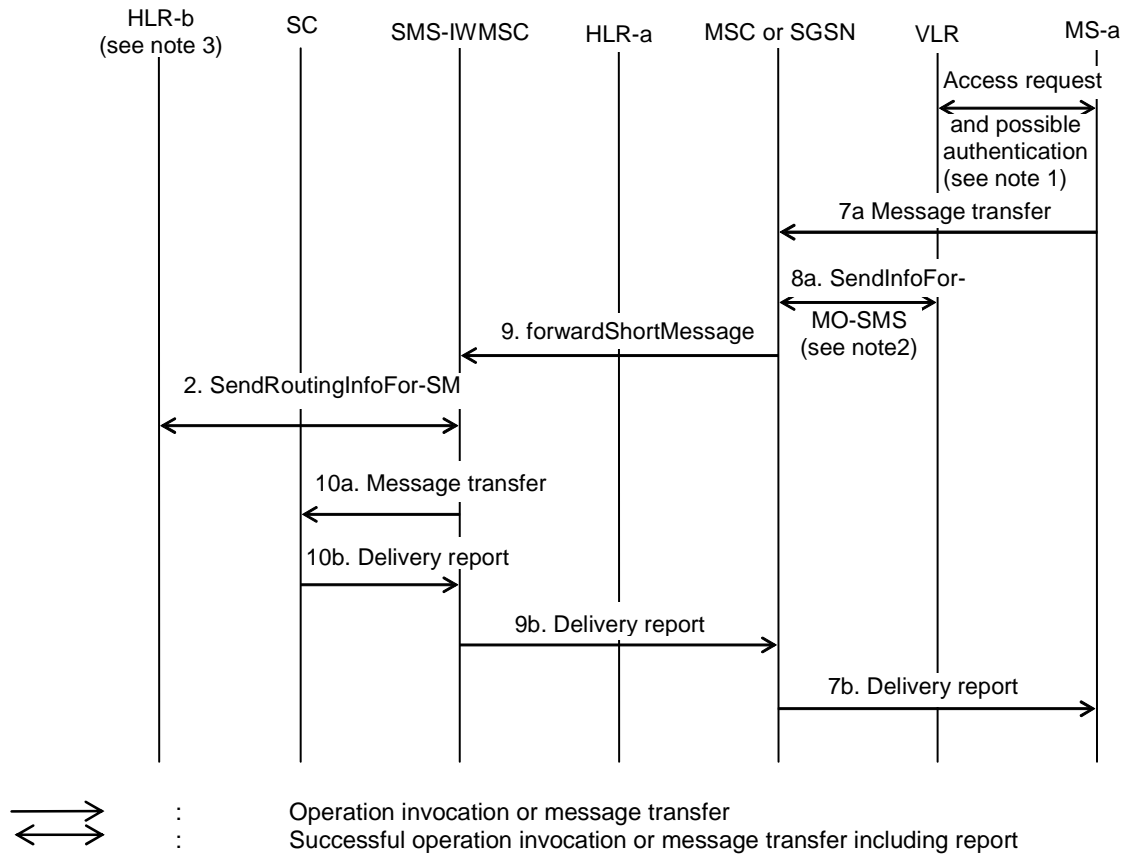 HLR-b
(see note 3)
SC
SMS-IWMSC
HLR-a
MSC or SGSN
VLR
MS-a
Access request
and possible
authentication
(see note 1)
7a Message transfer
8a. SendInfoFor-
MO-SMS
(see note2)
9. forwardShortMessage
2. SendRoutingInfoFor-SM
10a. Message transfer
10b. Delivery report
9b. Delivery report
7b. Delivery report
: Operation invocation or message transfer
: Successful operation invocation or message transfer including report